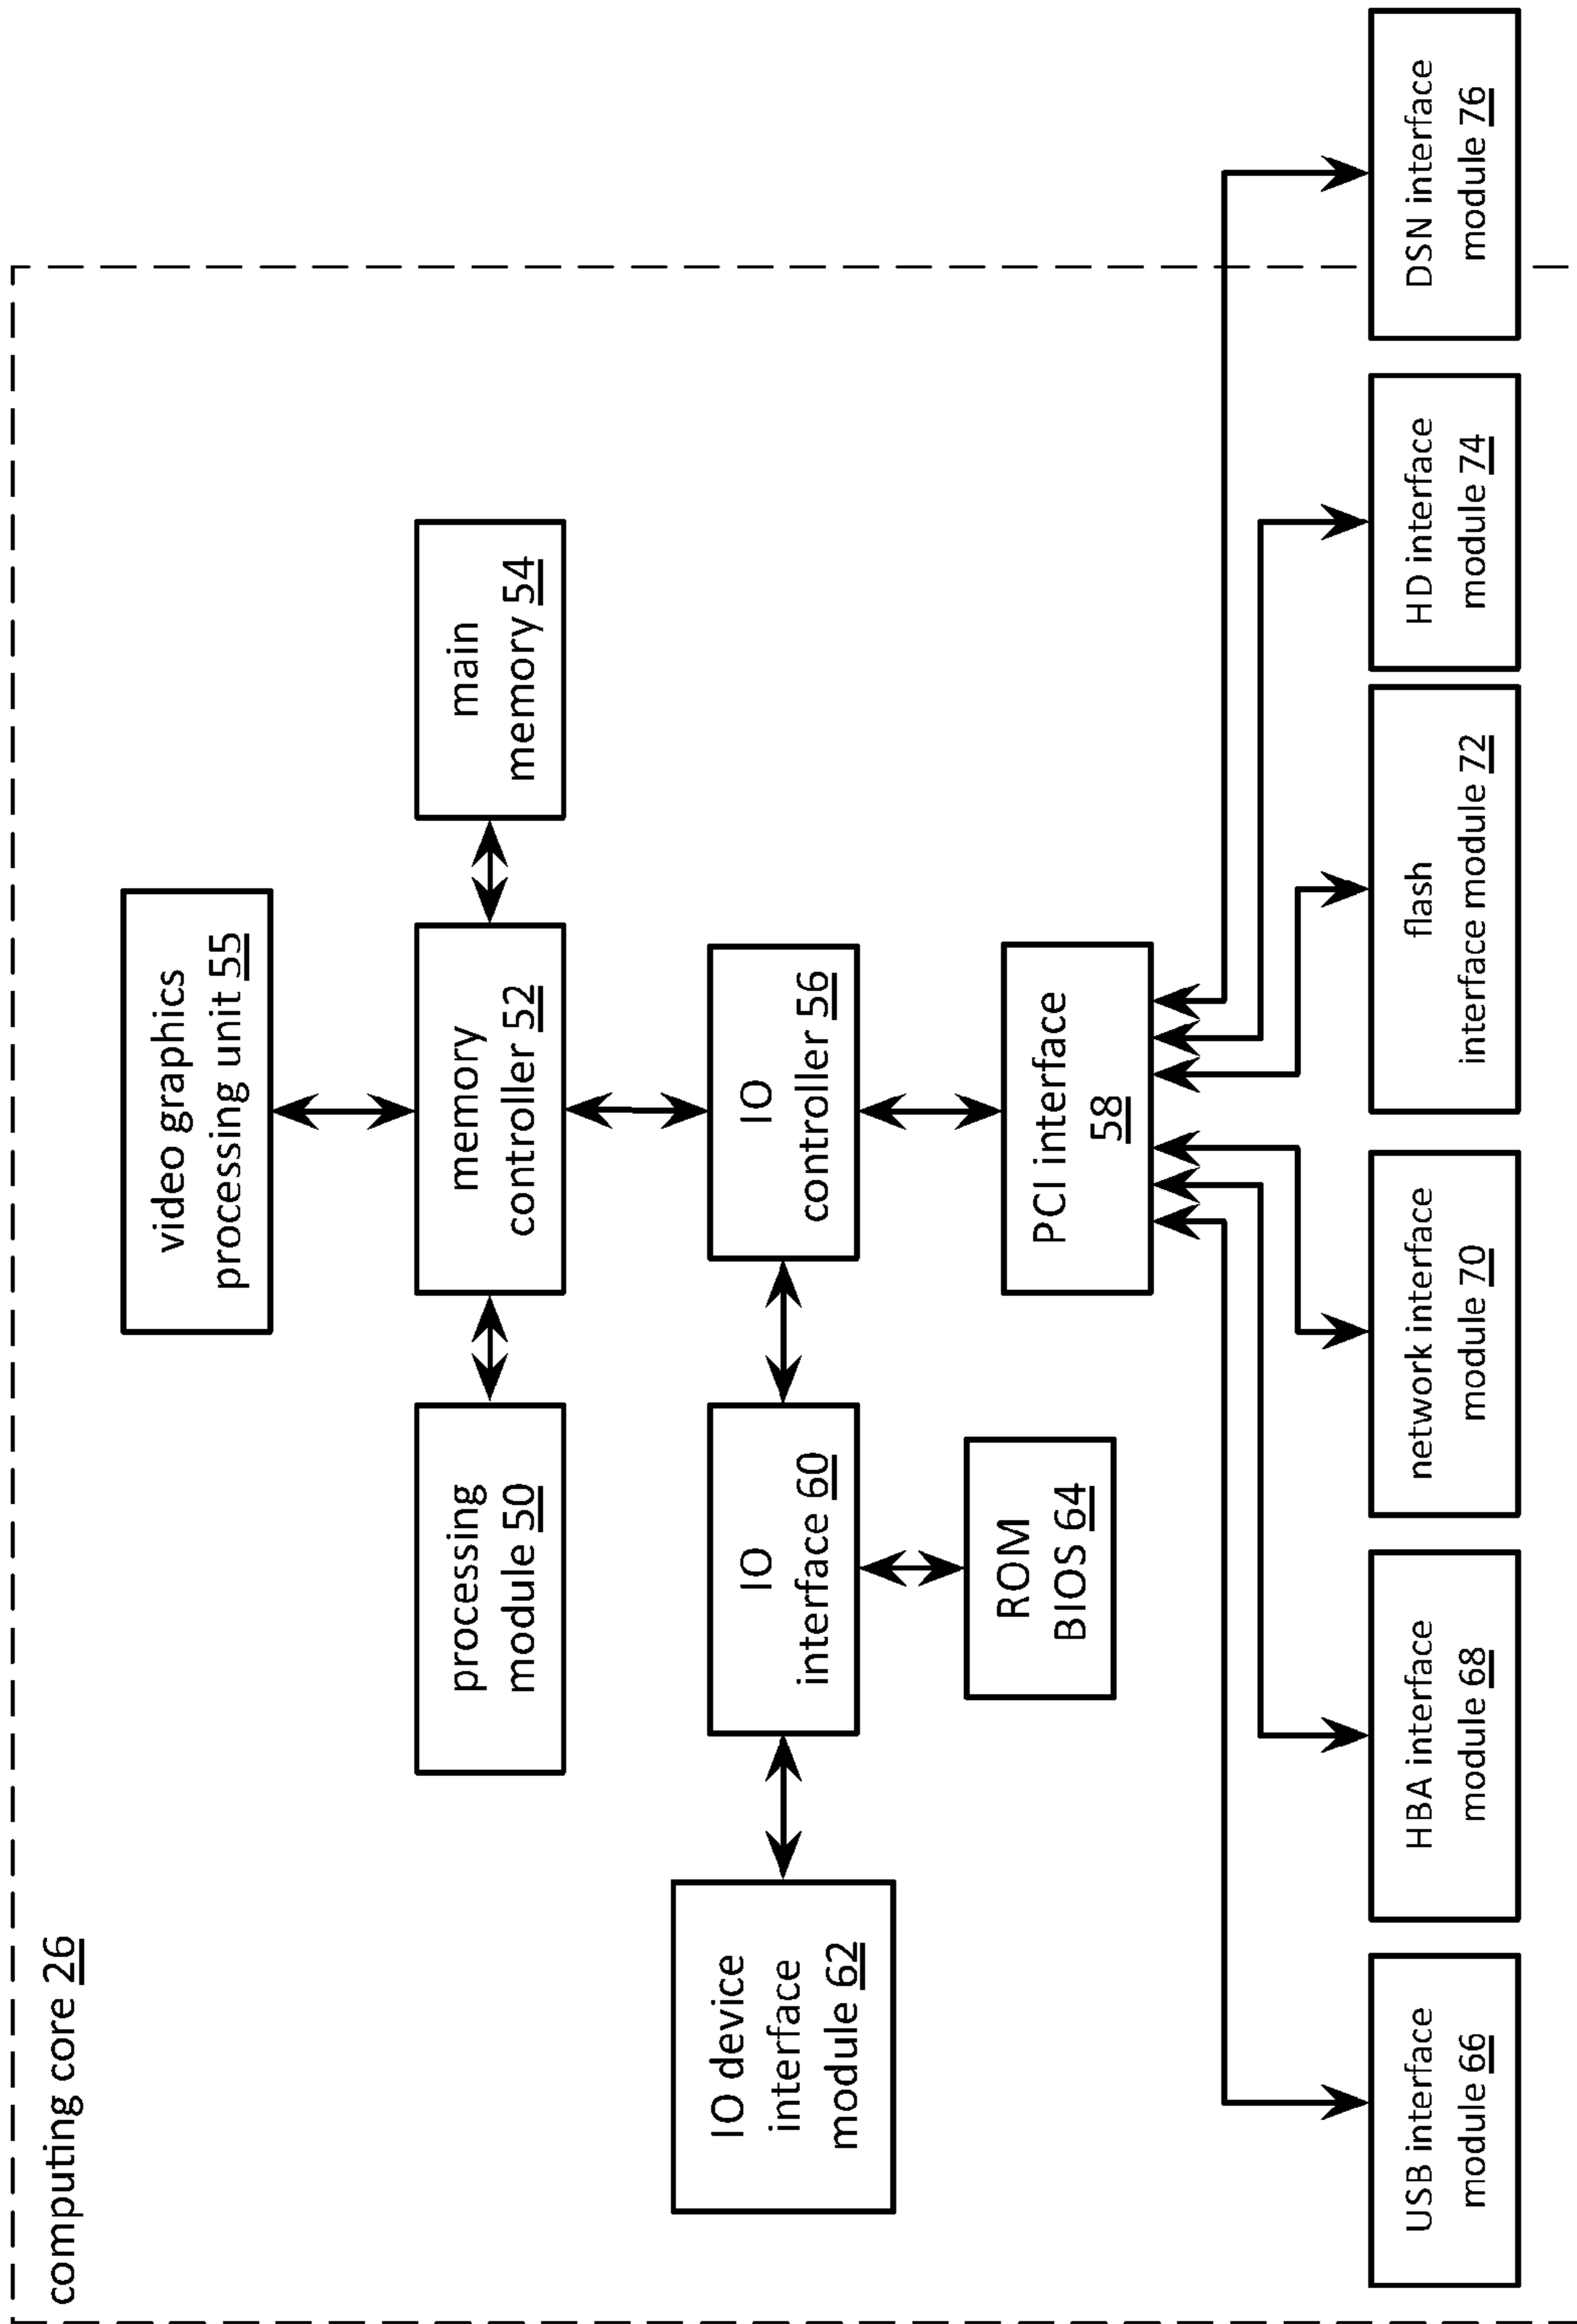 computing core 26
video graphics
processing unit 55
processing
module 50
memory
controller 52
main
memory 54
IO device
interface
module 62
IO
interface 60
IO
controller 56
ROM
BIOS 64
PCI interface
58
USB interface
module 66
HBA interface
module 68
network interface
module 70
flash
interface module 72
HD interface
module 74
DSN interface
module 76